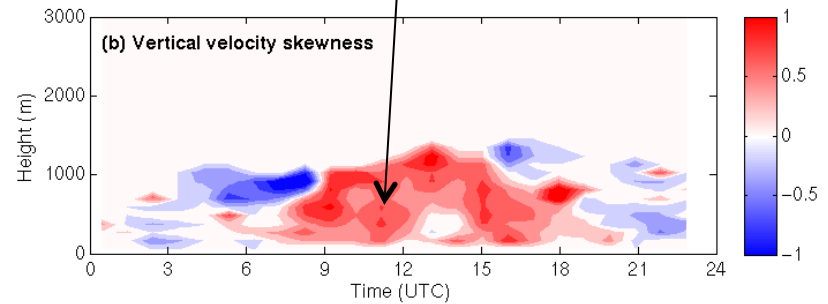 3000
2000
1000
0
Height (m)
(b) Vertical velocity skewness
0 3 6 9 12 15 18 21 24
Time (UTC)
1
0.5
0
−0.5
−1